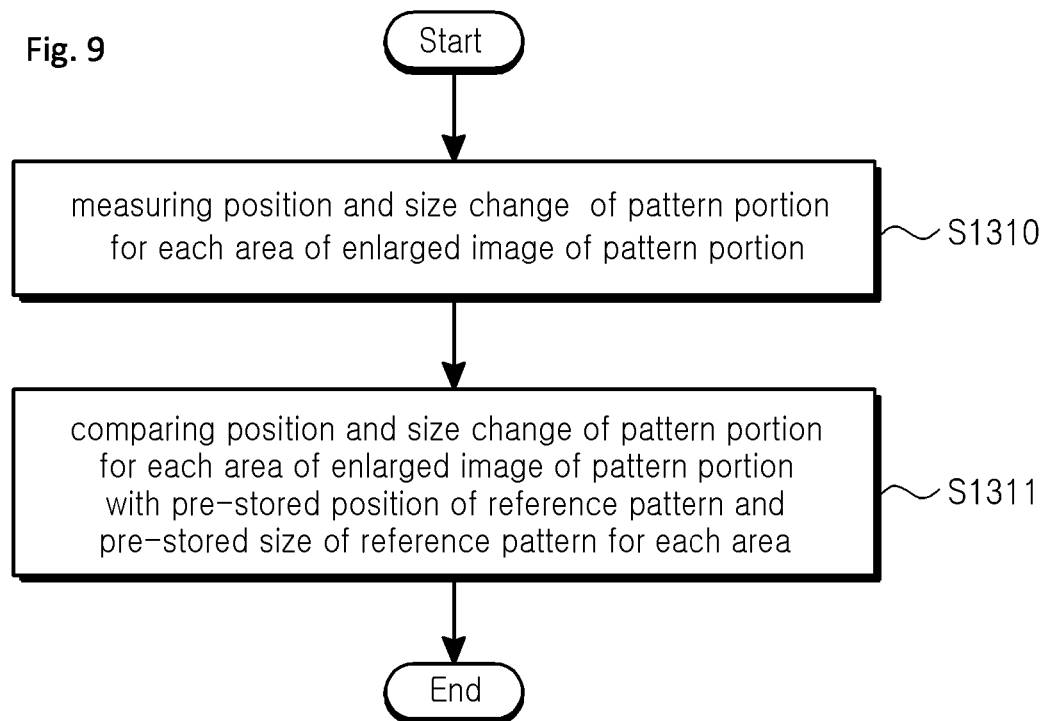 Fig. 9
Start
measuring position and size change of pattern portion
for each area of enlarged image of pattern portion
S1310
comparing position and size change of pattern portion
for each area of enlarged image of pattern portion
with pre-stored position of reference pattern and
pre-stored size of reference pattern for each area
S1311
End